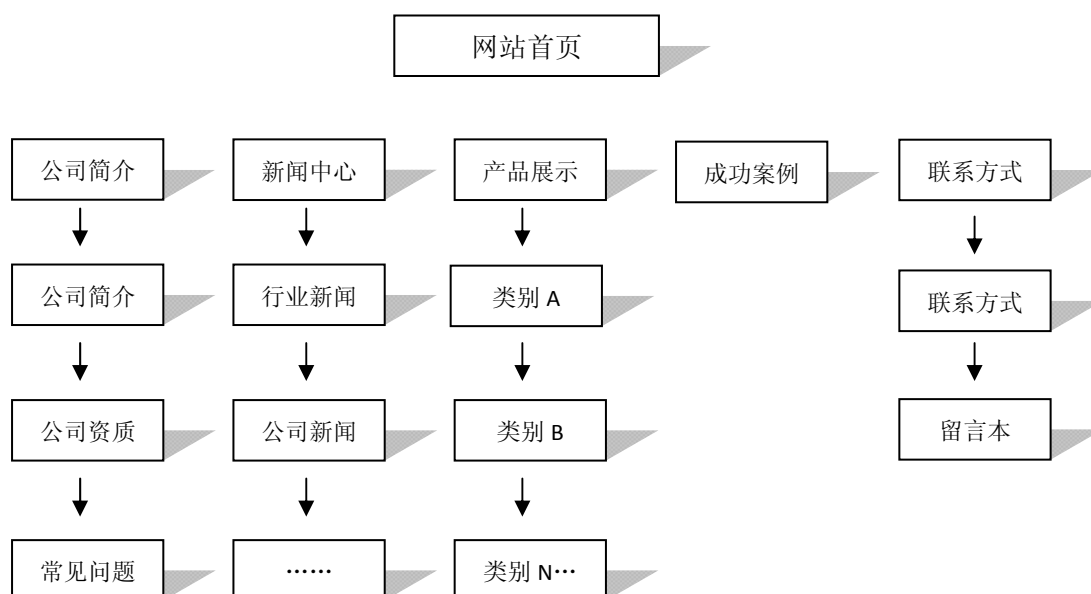 网站首页
公司简介
新闻中心
产品展示
成功案例
联系方式
公司简介
行业新闻
类别 A
联系方式
公司资质
公司新闻
类别 B
留言本
常见问题
……
类别 N…